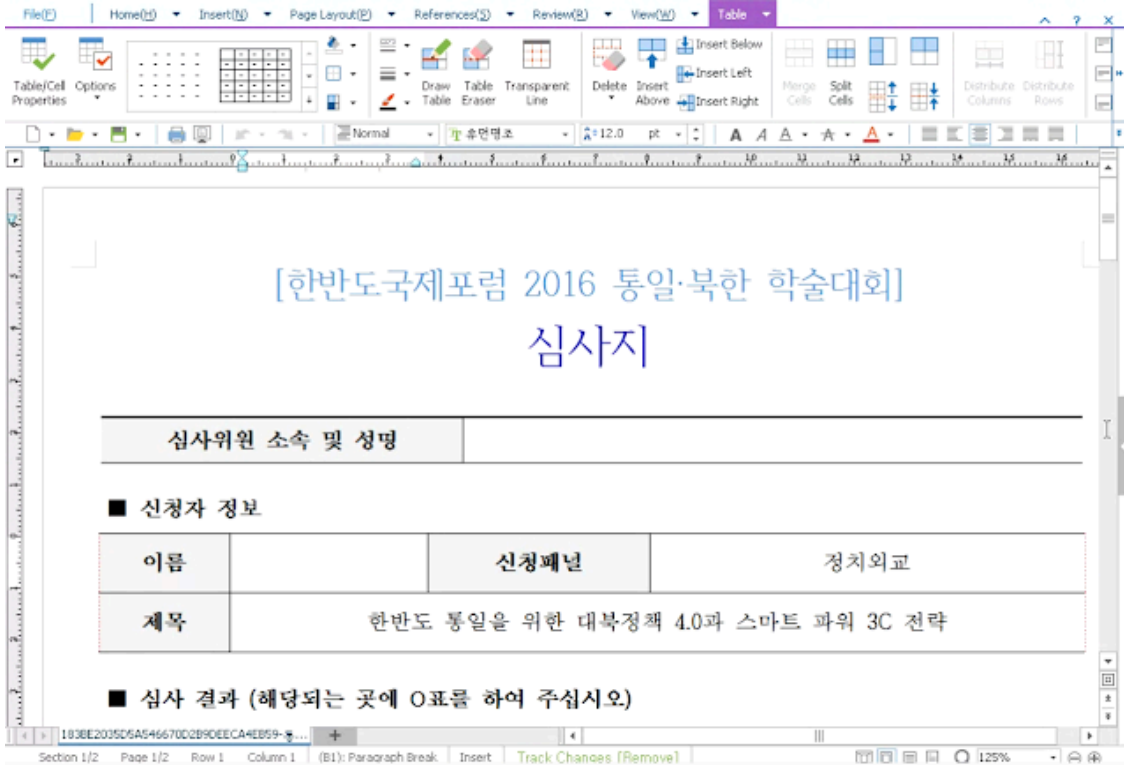 File(F) Home(H) Insert(N) Page Layout(P) References(S) Review(R) View(W) Table
Table/Cell Properties
Options
Draw Table
Table Eraser
Transparent Line
Delete
Insert Above
Insert Below
Insert Left
Insert Right
Merge Cells
Split Cells
Distribute Columns
Distribute Rows
Normal 휴먼명조 12.0 pt
[한반도국제포럼 2016 통일·북한 학술대회]
심사지
심사위원 소속 및 성명
■ 신청자 정보
이름 신청패널 정치외교
제목 한반도 통일을 위한 대북정책 4.0과 스마트 파워 3C 전략
■ 심사 결과 (해당되는 곳에 O표를 하여 주십시오)
Section 1/2 Page 1/2 Row 1 Column 1 (B1): Paragraph Break Insert Track Changes [Remove] 125%